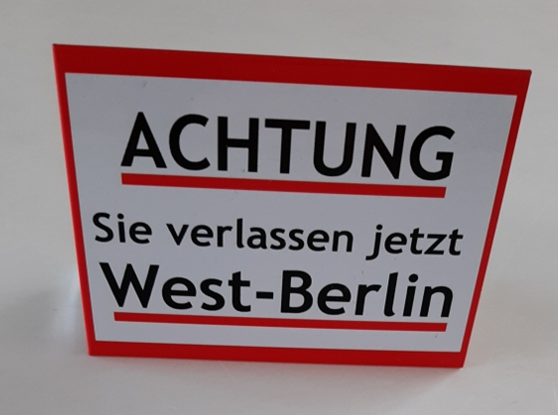 ACHTUNG
Sie verlassen jetzt
West-Berlin